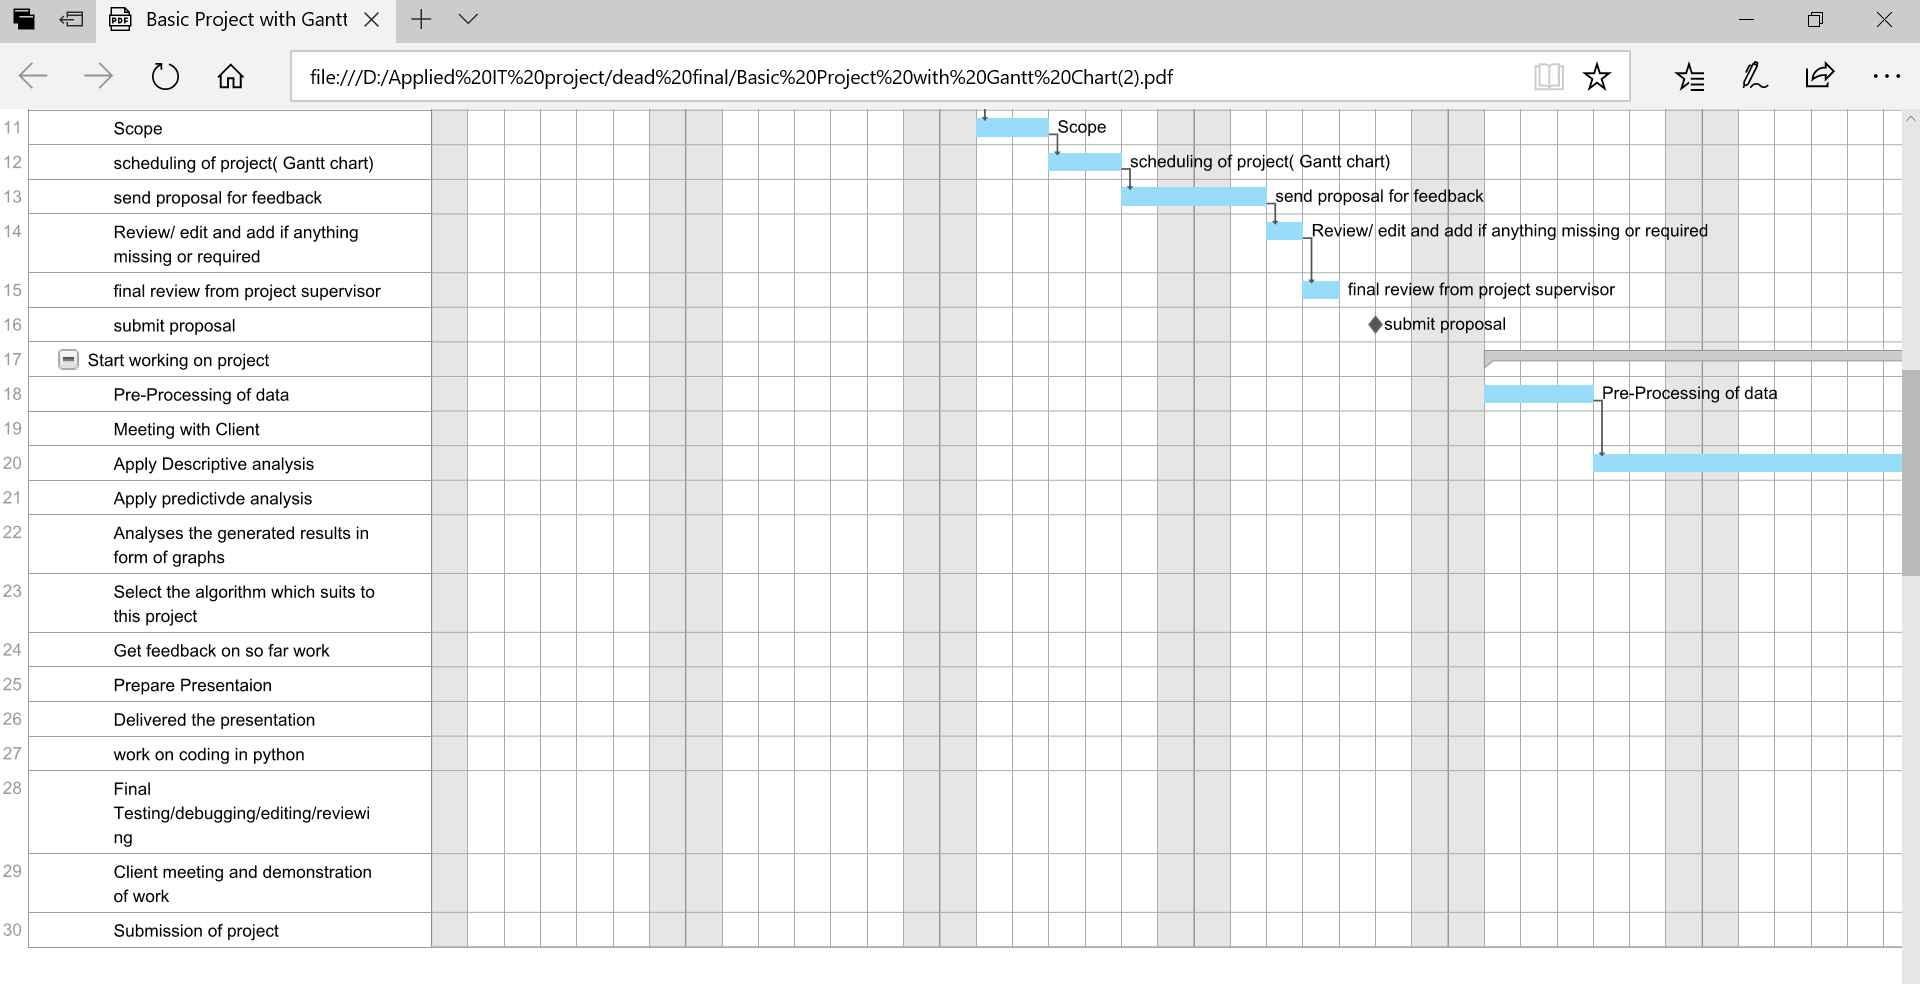 Basic Project with Gantt
file:///D:/Applied%20IT%20project/dead%20final/Basic%20Project%20with%20Gantt%20Chart(2).pdf
11 Scope Scope
12 scheduling of project( Gantt chart) scheduling of project( Gantt chart)
13 send proposal for feedback send proposal for feedback
14 Review/ edit and add if anything Review/ edit and add if anything missing or required
missing or required
15 final review from project supervisor final review from project supervisor
16 submit proposal submit proposal
17 Start working on project
18 Pre-Processing of data Pre-Processing of data
19 Meeting with Client
20 Apply Descriptive analysis
21 Apply predictivde analysis
22 Analyses the generated results in
form of graphs
23 Select the algorithm which suits to
this project
24 Get feedback on so far work
25 Prepare Presentaion
26 Delivered the presentation
27 work on coding in python
28 Final
Testing/debugging/editing/reviewi
ng
29 Client meeting and demonstration
of work
30 Submission of project